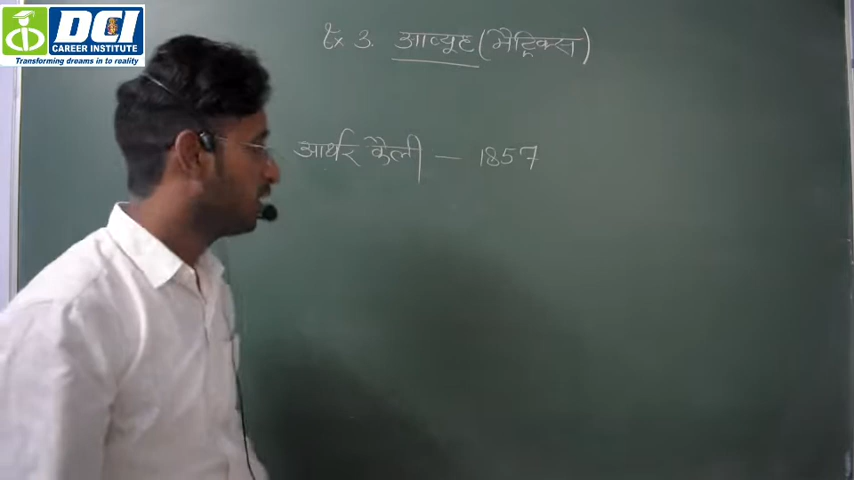 DCI
CAREER INSTITUTE
Transforming dreams in to reality
Ex 3. आव्यूह (मैट्रिक्स)
आर्थर कैली — 1857